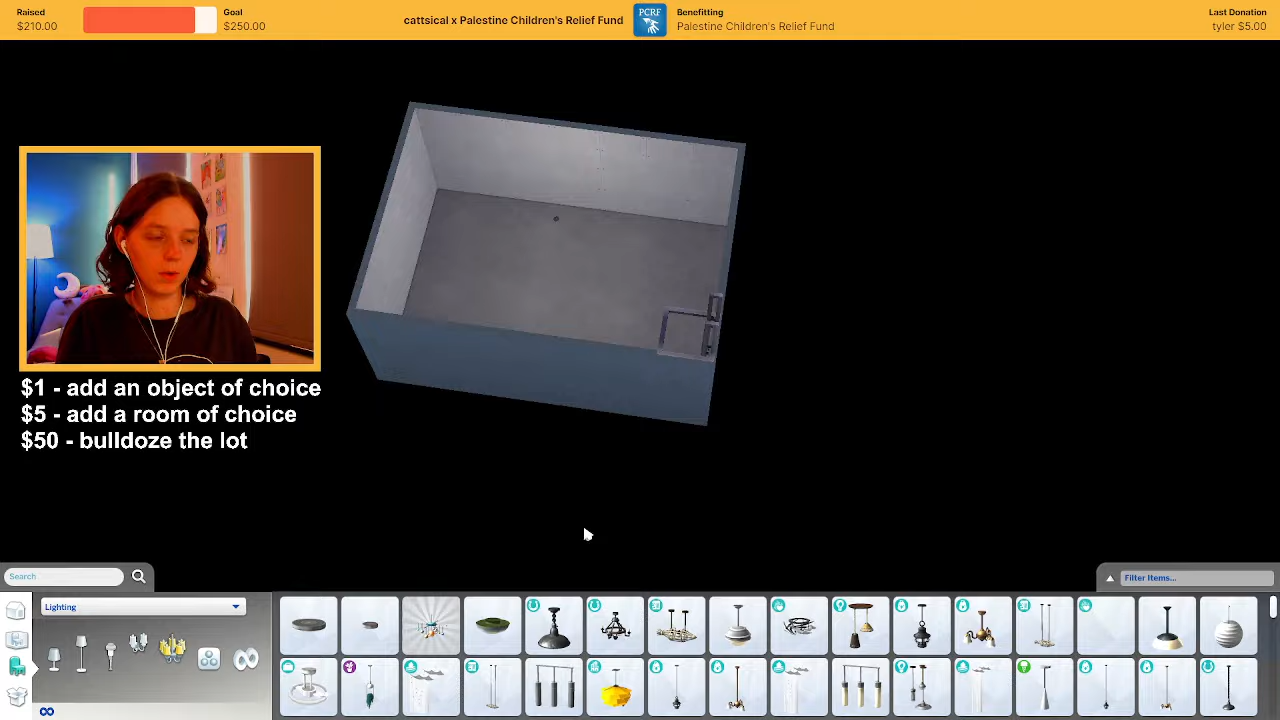 Raised
$210.00
Goal
$250.00
cattsical x Palestine Children's Relief Fund
PCRF
Benefitting
Palestine Children's Relief Fund
Last Donation
tyler $5.00
$1 - add an object of choice
$5 - add a room of choice
$50 - bulldoze the lot
Search
Filter Items...
Lighting